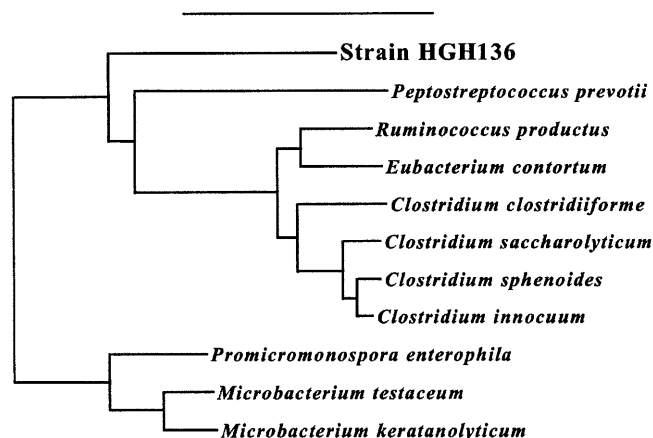 Strain HGH136
Peptostreptococcus prevotii
Ruminococcus productus
Eubacterium contortum
Clostridium clostridiiforme
Clostridium saccharolyticum
Clostridium sphenoides
Clostridium innocuum
Promicromonospora enterophila
Microbacterium testaceum
Microbacterium keratanolyticum